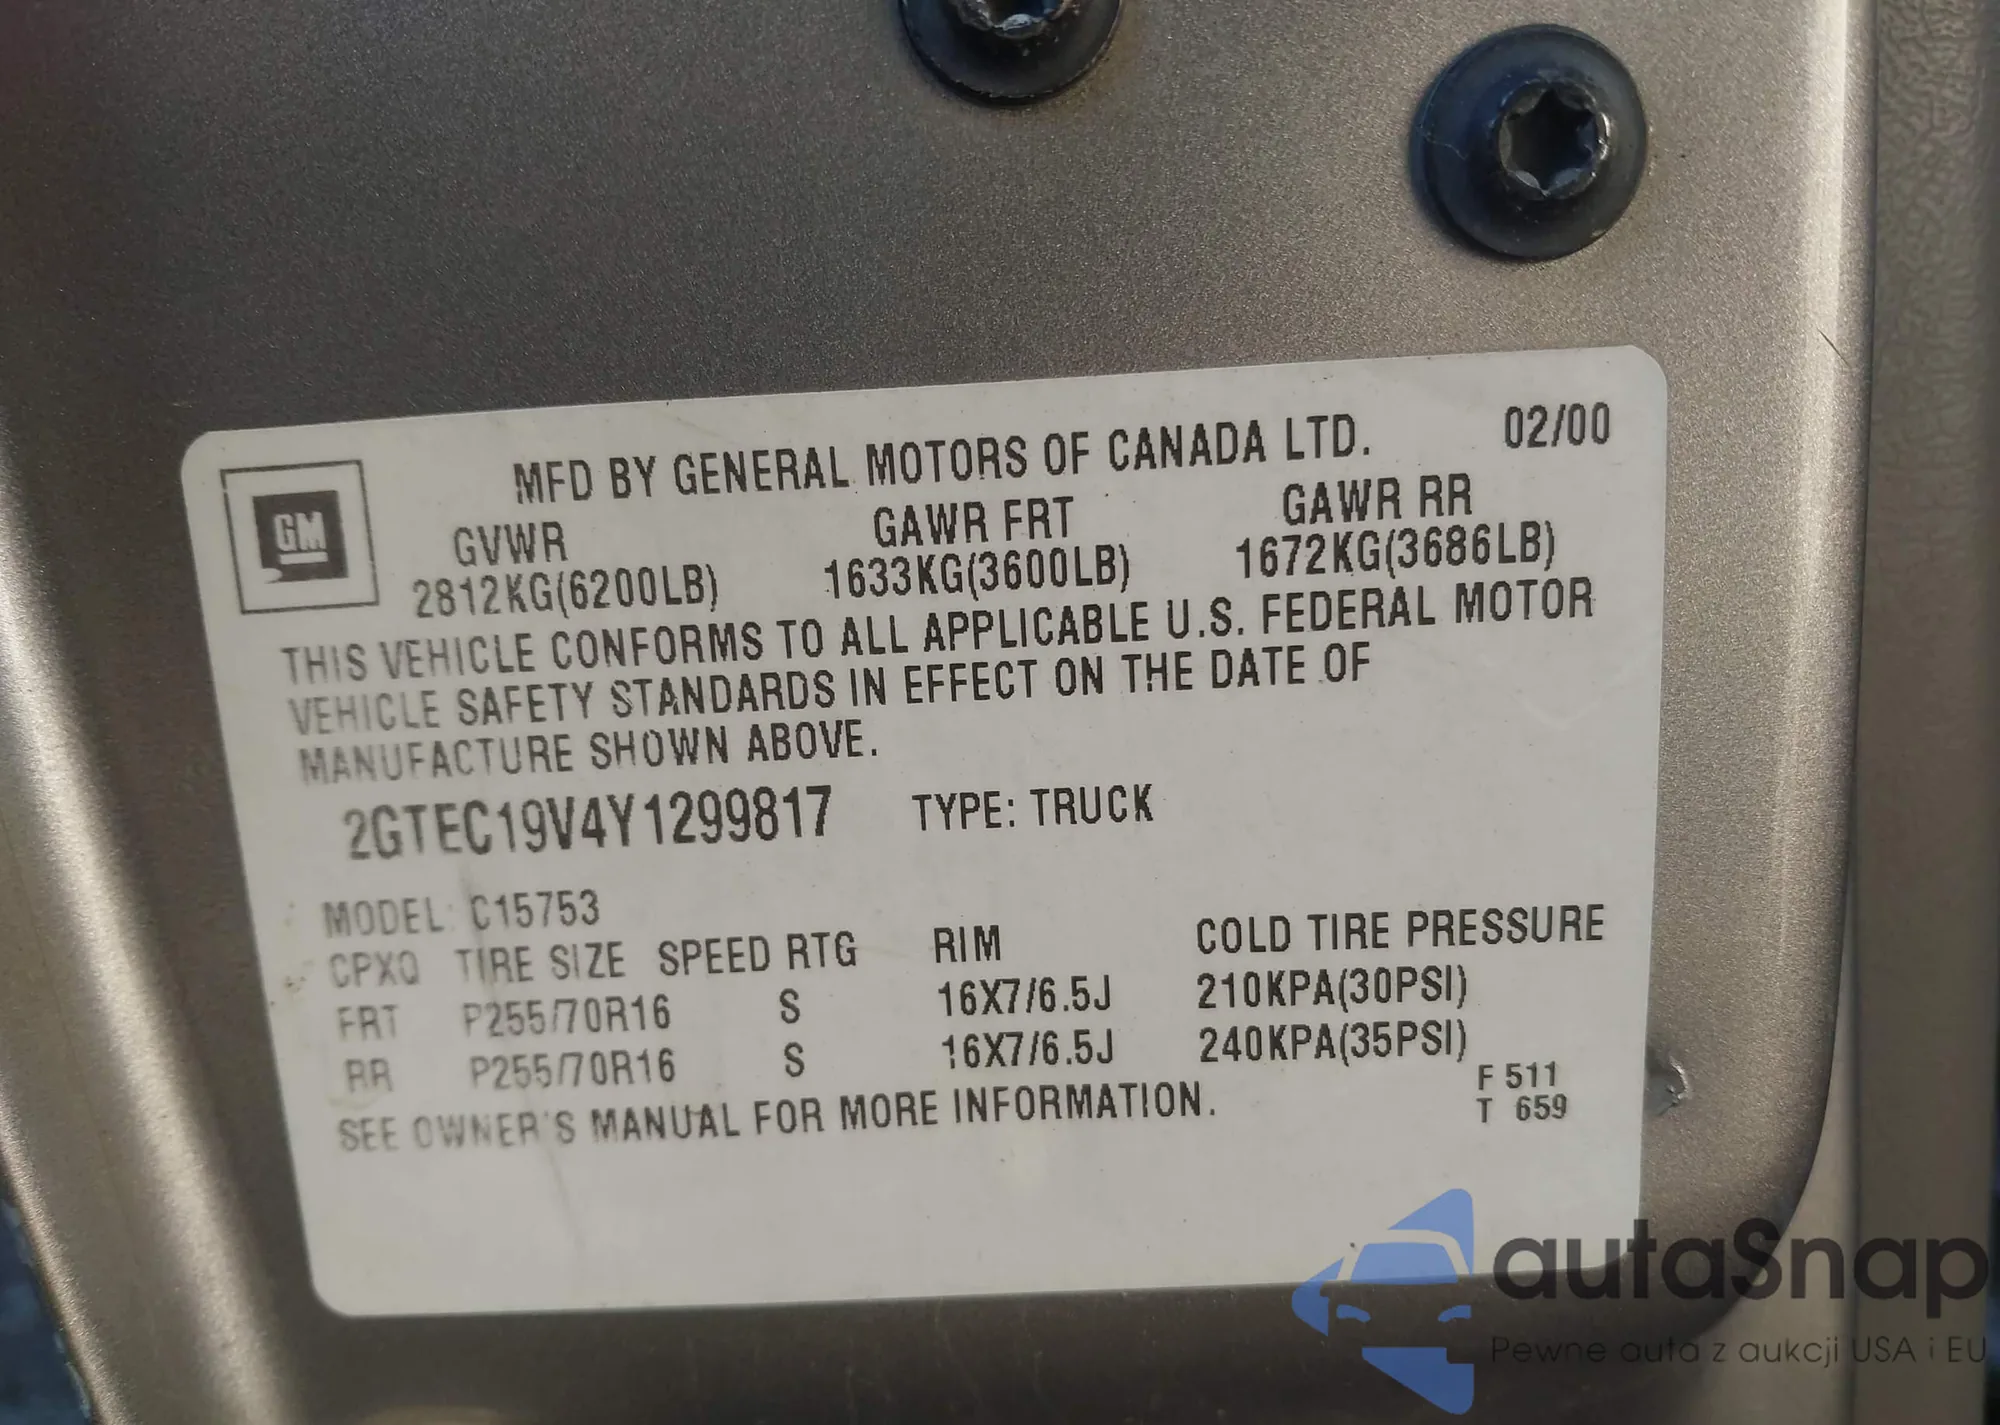 MFD BY GENERAL MOTORS OF CANADA LTD. 02/00
GM
GVWR GAWR FRT GAWR RR
2812KG(6200LB) 1633KG(3600LB) 1672KG(3686LB)
THIS VEHICLE CONFORMS TO ALL APPLICABLE U.S. FEDERAL MOTOR
VEHICLE SAFETY STANDARDS IN EFFECT ON THE DATE OF
MANUFACTURE SHOWN ABOVE.
2GTEC19V4Y1299817 TYPE: TRUCK
MODEL: C15753
CPXQ TIRE SIZE SPEED RTG RIM COLD TIRE PRESSURE
FRT P255/70R16 S 16X7/6.5J 210KPA(30PSI)
RR P255/70R16 S 16X7/6.5J 240KPA(35PSI)
SEE OWNER'S MANUAL FOR MORE INFORMATION.
F 511
T 659
autaSnap
Pewne auta z aukcji USA i EU